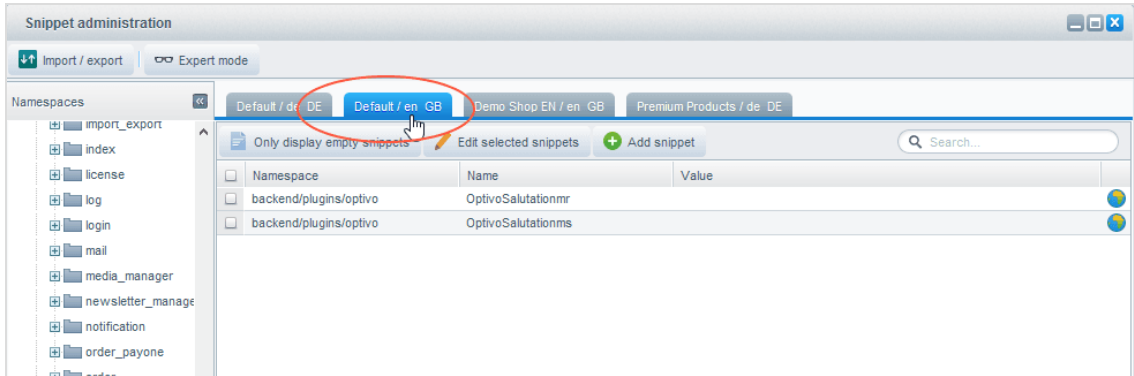 Snippet administration
Import / export
Expert mode
Namespaces
Default / de DE
Default / en GB
Demo Shop EN / en GB
Premium Products / de DE
import_export
index
license
log
login
mail
media_manager
newsletter_manage
notification
order_payone
order
Only display empty snippets
Edit selected snippets
Add snippet
Search...
Namespace Name Value
backend/plugins/optivo OptivoSalutationmr
backend/plugins/optivo OptivoSalutationms